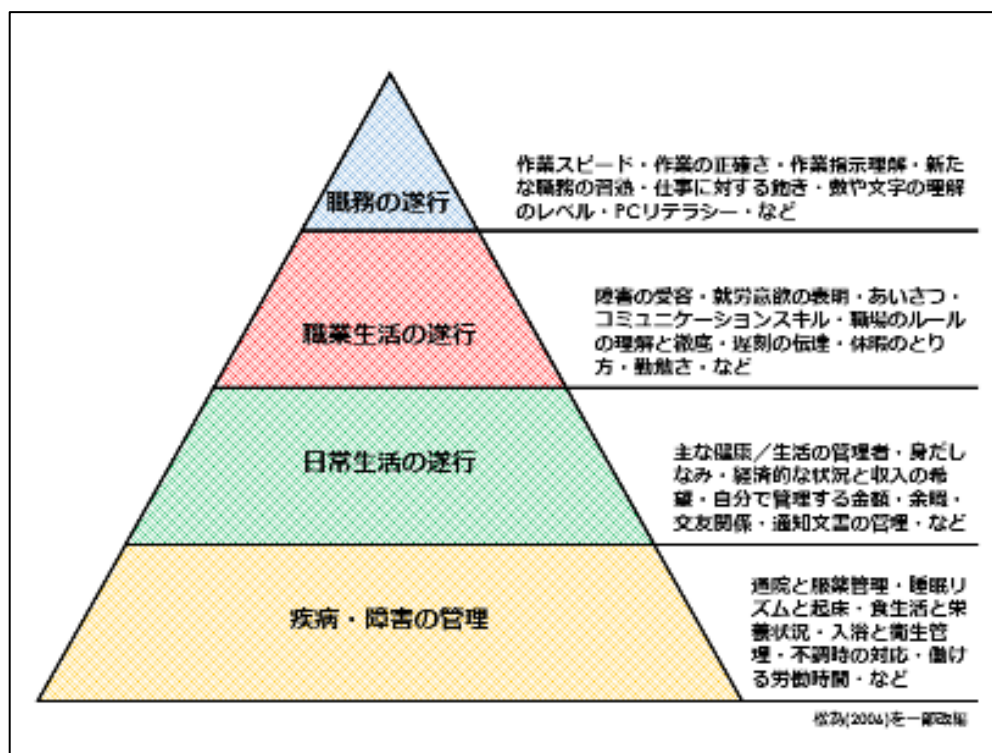 作業スピード・作業の正確さ・作業指示理解・新た
な職務の習熟・仕事に対する飽き・数や文字の理解
のレベル・PCリテラシー・など
職務の遂行
障害の受容・就労意欲の表明・あいさつ・
コミュニケーションスキル・職場のルール
の理解と徹底・遅刻の伝達・休暇のとり
方・勤勉さ・など
職業生活の遂行
主な健康／生活の管理者・身だし
なみ・経済的な状況と収入の希
望・自分で管理する金額・余暇・
交友関係・通知文書の管理・など
日常生活の遂行
通院と服薬管理・睡眠リ
ズムと起床・食生活と栄
養状況・入浴と衛生管
理・不調時の対応・働け
る労働時間・など
疾病・障害の管理
松為(2004)を一部改編